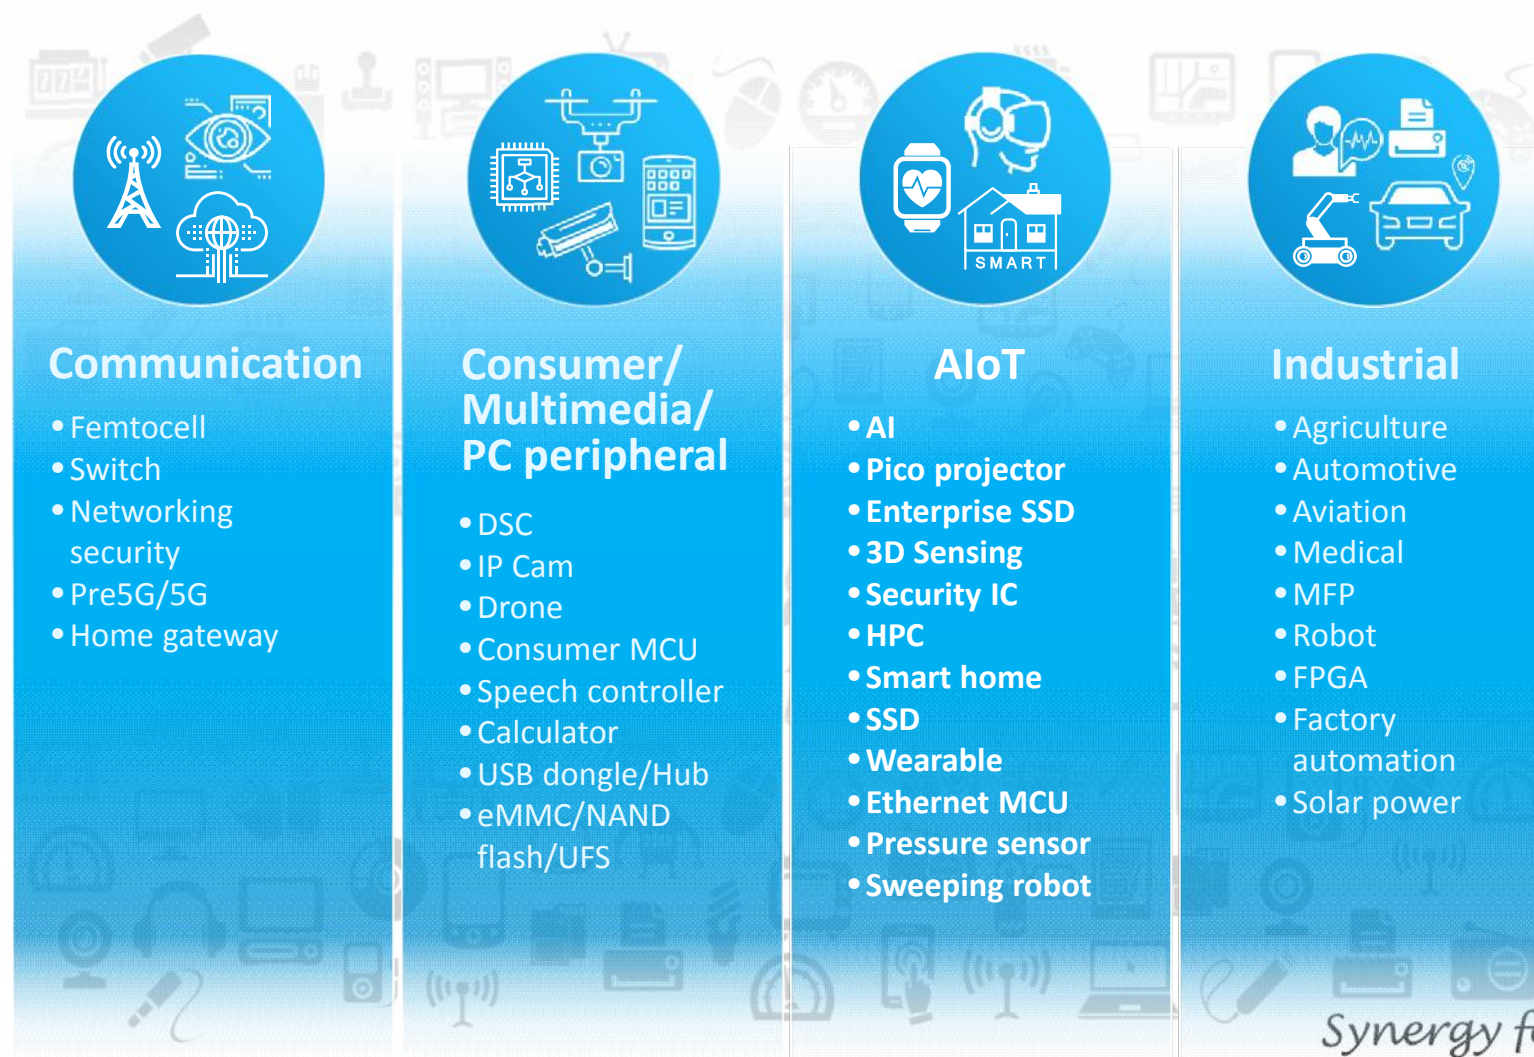 Communication
• Femtocell
• Switch
• Networking
security
• Pre5G/5G
• Home gateway
Consumer/
Multimedia/
PC peripheral
• DSC
• IP Cam
• Drone
• Consumer MCU
• Speech controller
• Calculator
• USB dongle/Hub
• eMMC/NAND
flash/UFS
SMART
AIoT
• AI
• Pico projector
• Enterprise SSD
• 3D Sensing
• Security IC
• HPC
• Smart home
• SSD
• Wearable
• Ethernet MCU
• Pressure sensor
• Sweeping robot
Industrial
• Agriculture
• Automotive
• Aviation
• Medical
• MFP
• Robot
• FPGA
• Factory
automation
• Solar power
Synergy